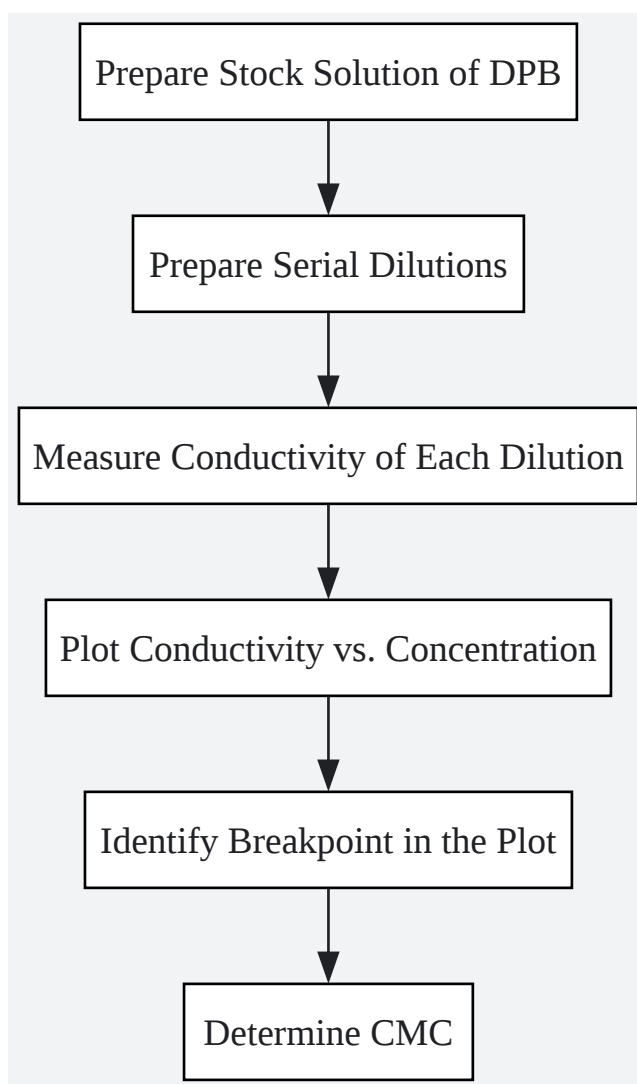 Prepare Stock Solution of DPB
Prepare Serial Dilutions
Measure Conductivity of Each Dilution
Plot Conductivity vs. Concentration
Identify Breakpoint in the Plot
Determine CMC